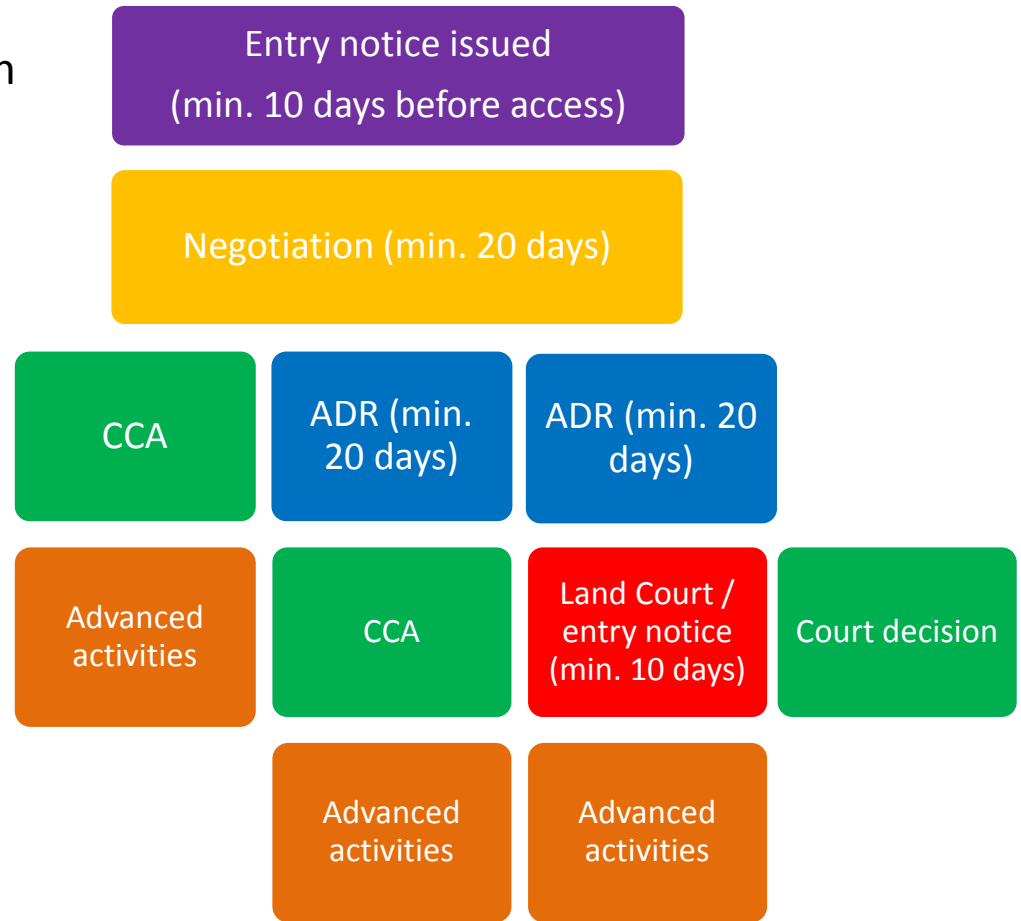 Entry notice issued
(min. 10 days before access)
Negotiation (min. 20 days)
CCA
ADR (min.
20 days)
ADR (min. 20
days)
Advanced
activities
CCA
Land Court /
entry notice
(min. 10 days)
Court decision
Advanced
activities
Advanced
activities